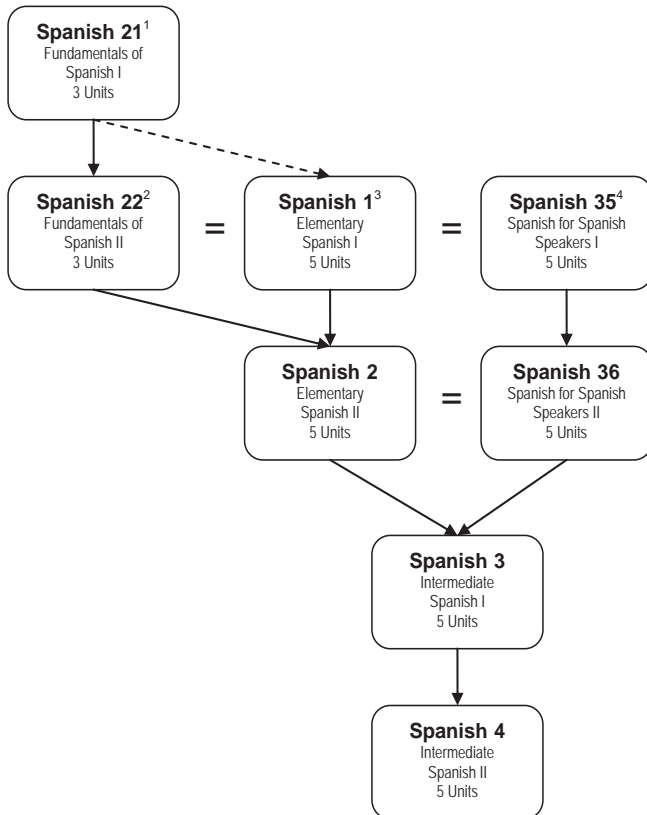 Spanish 21¹
Fundamentals of
Spanish I
3 Units
Spanish 22²
Fundamentals of
Spanish II
3 Units
=
Spanish 1³
Elementary
Spanish I
5 Units
=
Spanish 35⁴
Spanish for Spanish
Speakers I
5 Units
Spanish 2
Elementary
Spanish II
5 Units
=
Spanish 36
Spanish for Spanish
Speakers II
5 Units
Spanish 3
Intermediate
Spanish I
5 Units
Spanish 4
Intermediate
Spanish II
5 Units